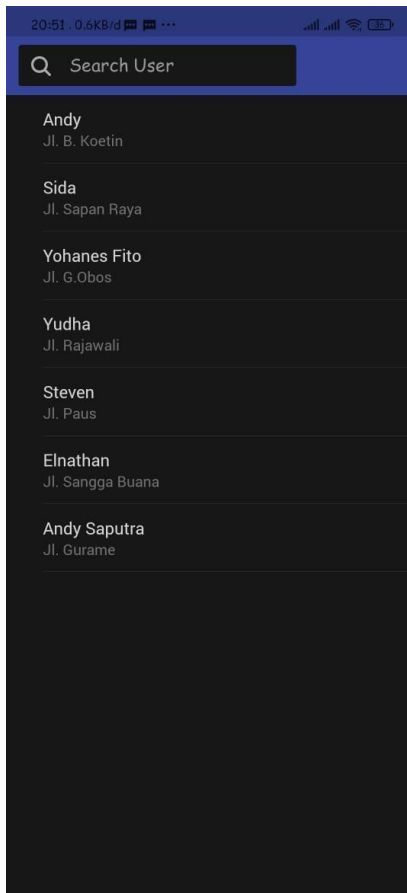 20:51 . 0.6KB/d ···
36
Search User
Andy
Jl. B. Koetin
Sida
Jl. Sapan Raya
Yohanes Fito
Jl. G.Obos
Yudha
Jl. Rajawali
Steven
Jl. Paus
Elnathan
Jl. Sangga Buana
Andy Saputra
Jl. Gurame